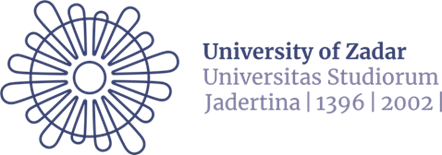 University of Zadar
Universitas Studiorum
Jadertina | 1396 | 2002 |